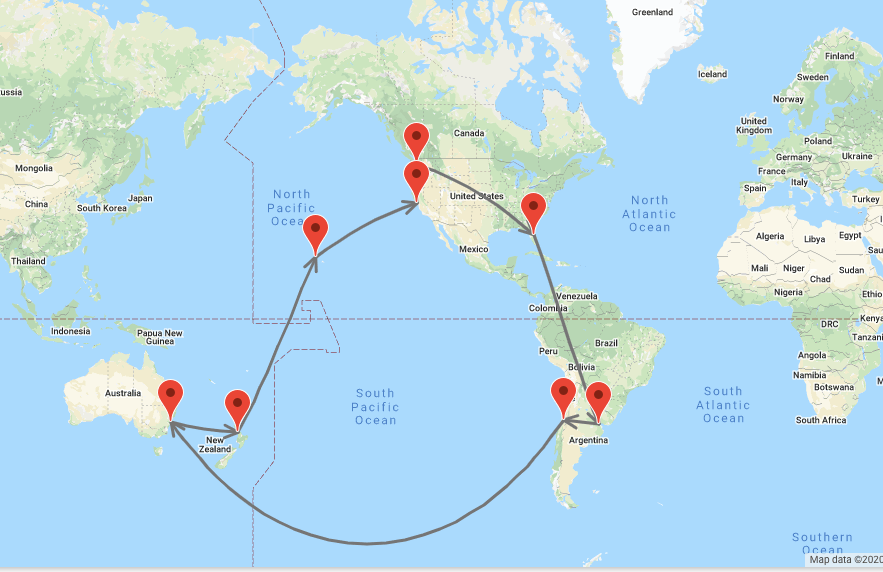 Greenland
Finland
Iceland
Sweden
ussia
Norway
Canada
United
Kingdom
Poland
Mongolia
Germany
Ukraine
France
Japan
North
Pacific
Ocean
United States
North
Atlantic
Ocean
Spain
Italy
Turkey
China
South Korea
Algeria
Libya
Egypt
Sau
Mexico
Thailand
Mali
Niger
Chad
Sudan
Nigeria
Ethio
Venezuela
Colombia
Indonesia
Papua New
Guinea
DRC
Kenya
Tanzani
Peru
Brazil
Bolivia
Angola
Namibia
Botswana
M
Australia
South
Pacific
Ocean
South
Atlantic
Ocean
South Africa
New
Zealand
Argentina
Southern
Ocean
Map data ©2020